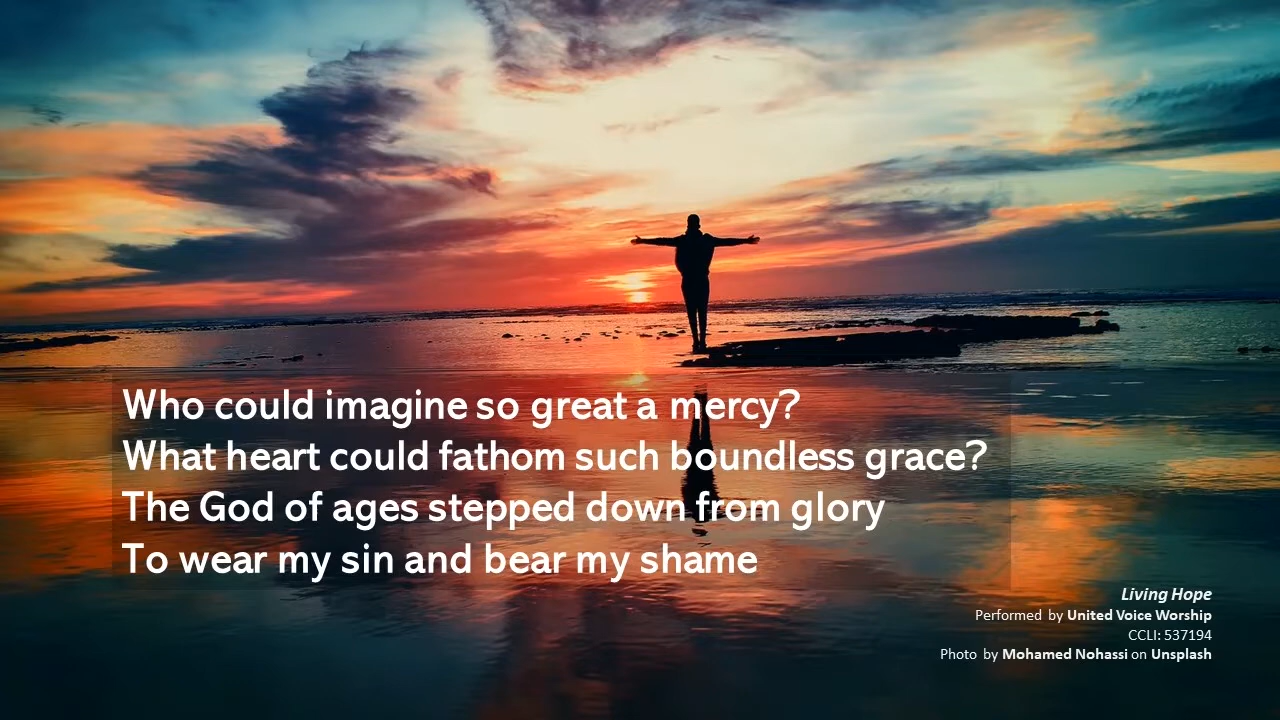 Who could imagine so great a mercy?
What heart could fathom such boundless grace?
The God of ages stepped down from glory
To wear my sin and bear my shame
Living Hope
Performed by United Voice Worship
CCLI: 537194
Photo by Mohamed Nohassi on Unsplash